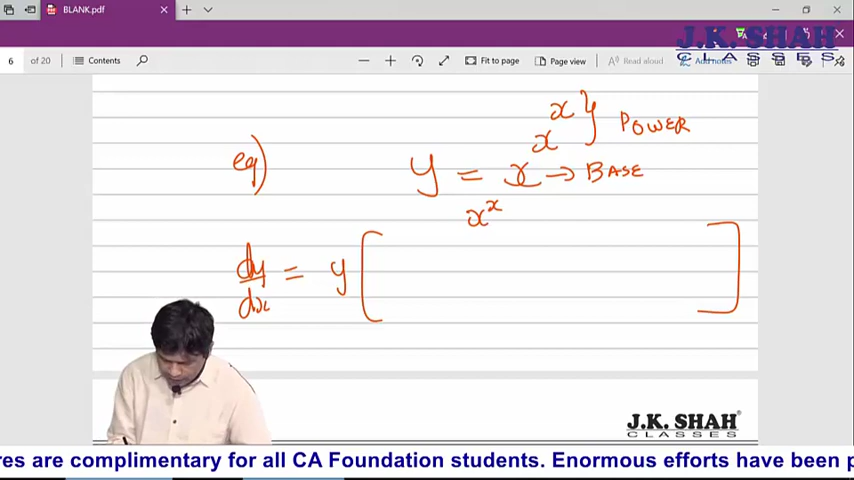 BLANK.pdf
J.K. SHAH
CLASSES
6 of 20 Contents Fit to page Page view Read aloud Add notes
x } POWER
x
eg) y = x → BASE
x^x
dy/dx = y [ ]
J.K. SHAH
CLASSES
res are complimentary for all CA Foundation students. Enormous efforts have been p